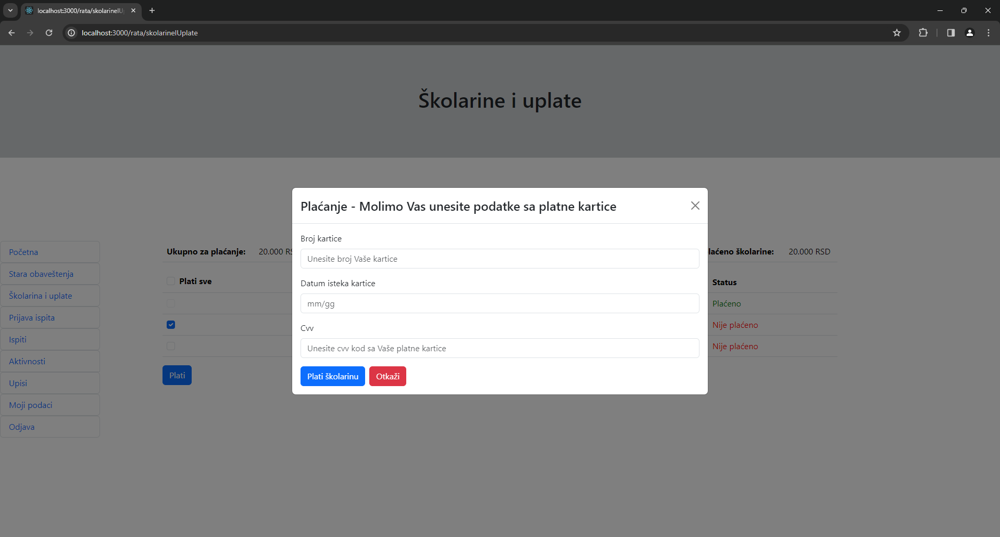 localhost:3000/rata/skolarineIU
localhost:3000/rata/skolarineIUplate
Školarine i uplate
Plaćanje - Molimo Vas unesite podatke sa platne kartice
Broj kartice
Unesite broj Vaše kartice
Datum isteka kartice
mm/gg
Cvv
Unesite cvv kod sa Vaše platne kartice
Plati školarinu Otkaži
Početna
Stara obaveštenja
Školarina i uplate
Prijava ispita
Ispiti
Aktivnosti
Upisi
Moji podaci
Odjava
Ukupno za plaćanje: 20.000 RS laćeno školarine: 20.000 RSD
Plati sve Status
Plaćeno
Nije plaćeno
Nije plaćeno
Plati